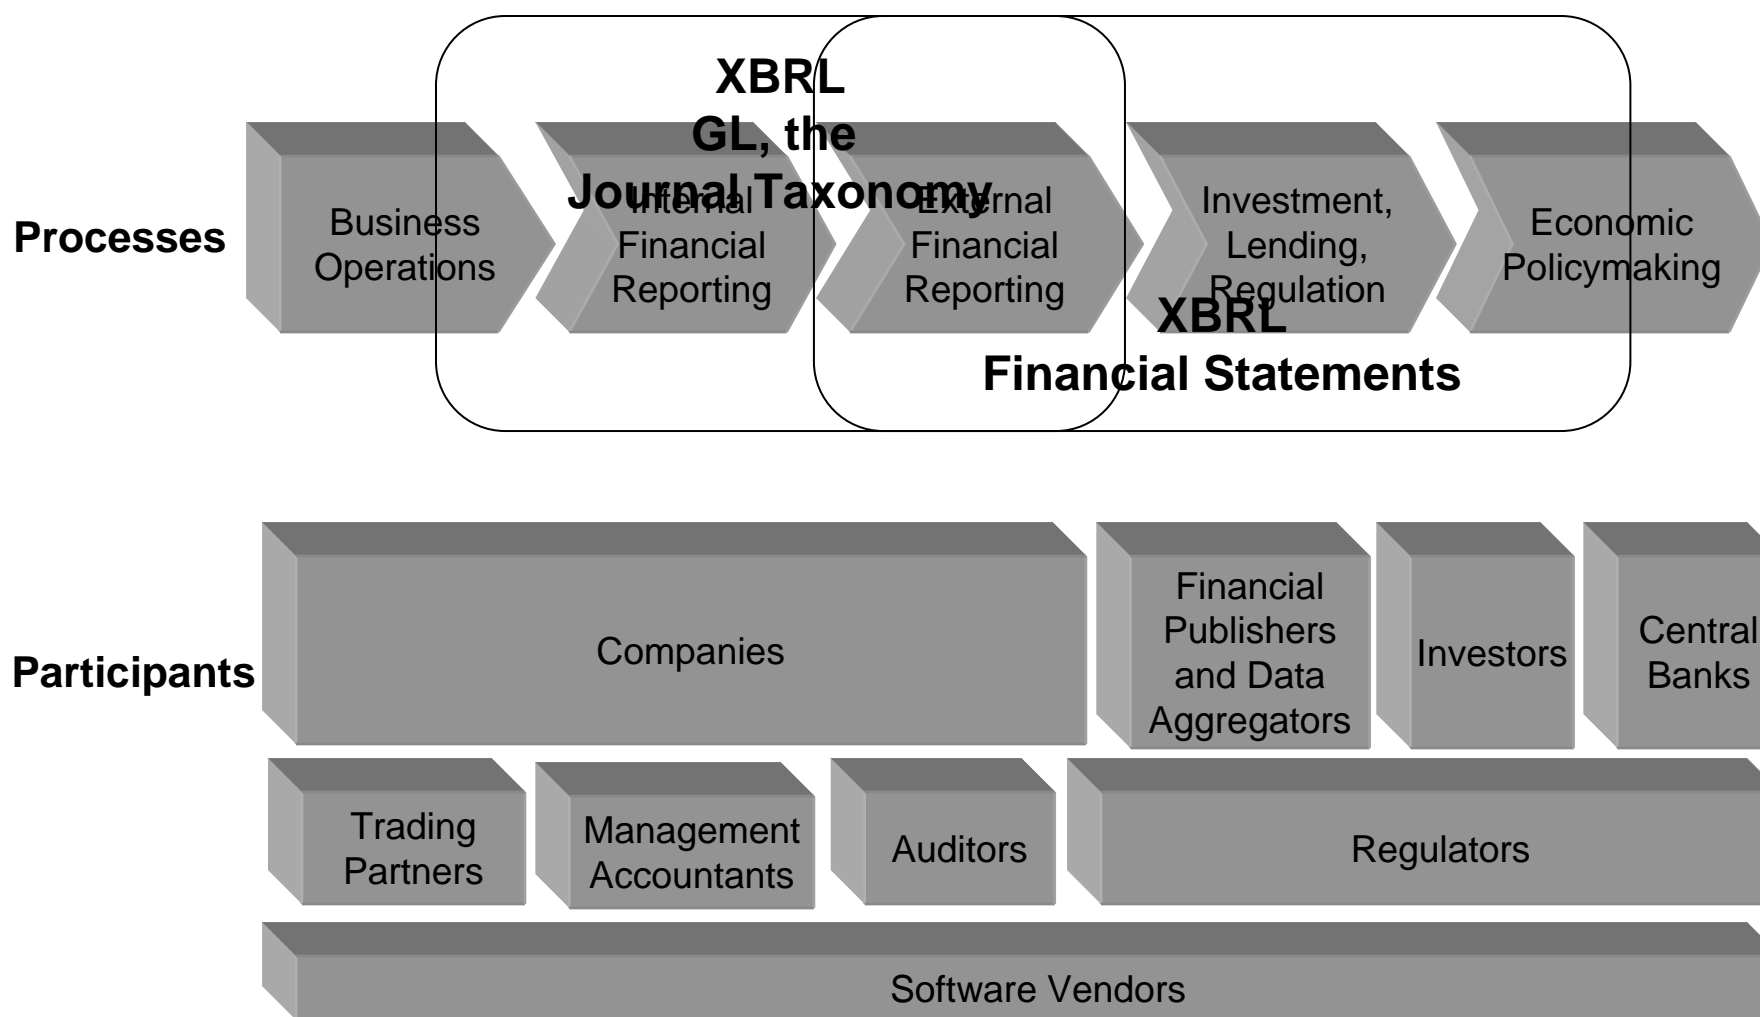 XBRL
GL, the
Journal Taxonomy
Processes
Business
Operations
Internal
Financial
Reporting
External
Financial
Reporting
Investment,
Lending,
Regulation
Economic
Policymaking
XBRL
Financial Statements
Participants
Companies
Financial
Publishers
and Data
Aggregators
Investors
Central
Banks
Trading
Partners
Management
Accountants
Auditors
Regulators
Software Vendors